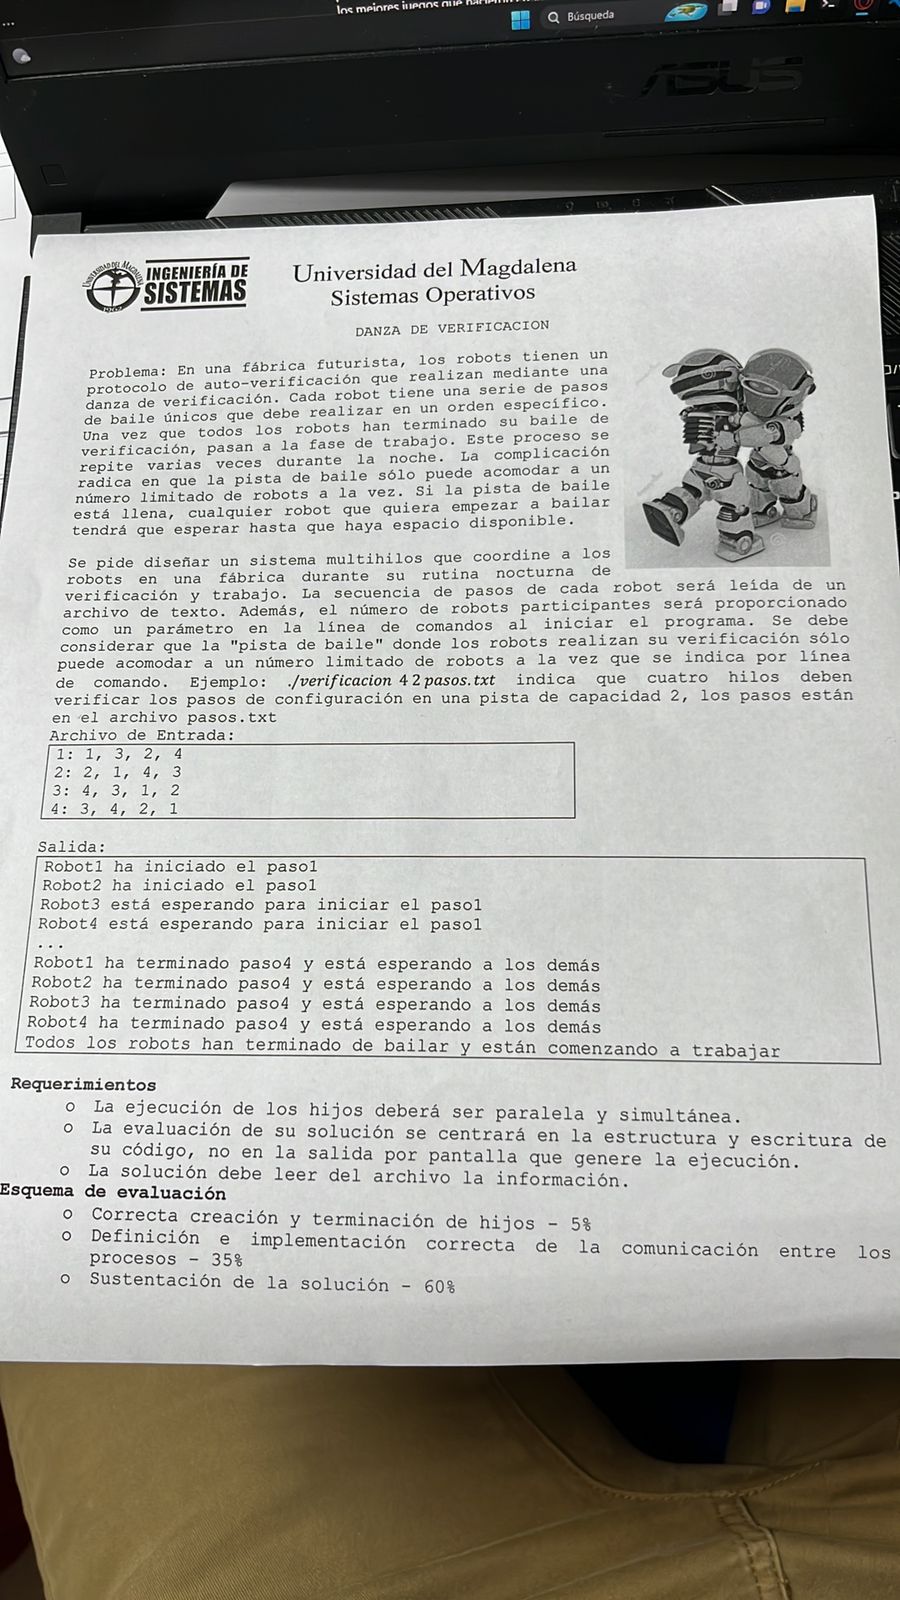 los mejores juegos que
Búsqueda
ASUS
UNIVERSIDAD DEL MAGDALENA
INGENIERÍA DE
SISTEMAS
Universidad del Magdalena
Sistemas Operativos
DANZA DE VERIFICACION
Problema: En una fábrica futurista, los robots tienen un
protocolo de auto-verificación que realizan mediante una
danza de verificación. Cada robot tiene una serie de pasos
de baile únicos que debe realizar en un orden específico.
Una vez que todos los robots han terminado su baile de
verificación, pasan a la fase de trabajo. Este proceso se
repite varias veces durante la noche. La complicación
radica en que la pista de baile sólo puede acomodar a un
número limitado de robots a la vez. Si la pista de baile
está llena, cualquier robot que quiera empezar a bailar
tendrá que esperar hasta que haya espacio disponible.
Se pide diseñar un sistema multihilos que coordine a los
robots en una fábrica durante su rutina nocturna de
verificación y trabajo. La secuencia de pasos de cada robot será leída de un
archivo de texto. Además, el número de robots participantes será proporcionado
como un parámetro en la línea de comandos al iniciar el programa. Se debe
considerar que la "pista de baile" donde los robots realizan su verificación sólo
puede acomodar a un número limitado de robots a la vez que se indica por línea
de comando. Ejemplo: ./verificacion 4 2 pasos.txt indica que cuatro hilos deben
verificar los pasos de configuración en una pista de capacidad 2, los pasos están
en el archivo pasos.txt
Archivo de Entrada:
1: 1, 3, 2, 4
2: 2, 1, 4, 3
3: 4, 3, 1, 2
4: 3, 4, 2, 1
Salida:
Robot1 ha iniciado el paso1
Robot2 ha iniciado el paso1
Robot3 está esperando para iniciar el paso1
Robot4 está esperando para iniciar el paso1
...
Robot1 ha terminado paso4 y está esperando a los demás
Robot2 ha terminado paso4 y está esperando a los demás
Robot3 ha terminado paso4 y está esperando a los demás
Robot4 ha terminado paso4 y está esperando a los demás
Todos los robots han terminado de bailar y están comenzando a trabajar
Requerimientos
o La ejecución de los hijos deberá ser paralela y simultánea.
o La evaluación de su solución se centrará en la estructura y escritura de
su código, no en la salida por pantalla que genere la ejecución.
o La solución debe leer del archivo la información.
Esquema de evaluación
o Correcta creación y terminación de hijos - 5%
o Definición e implementación correcta de la comunicación entre los
procesos - 35%
o Sustentación de la solución - 60%